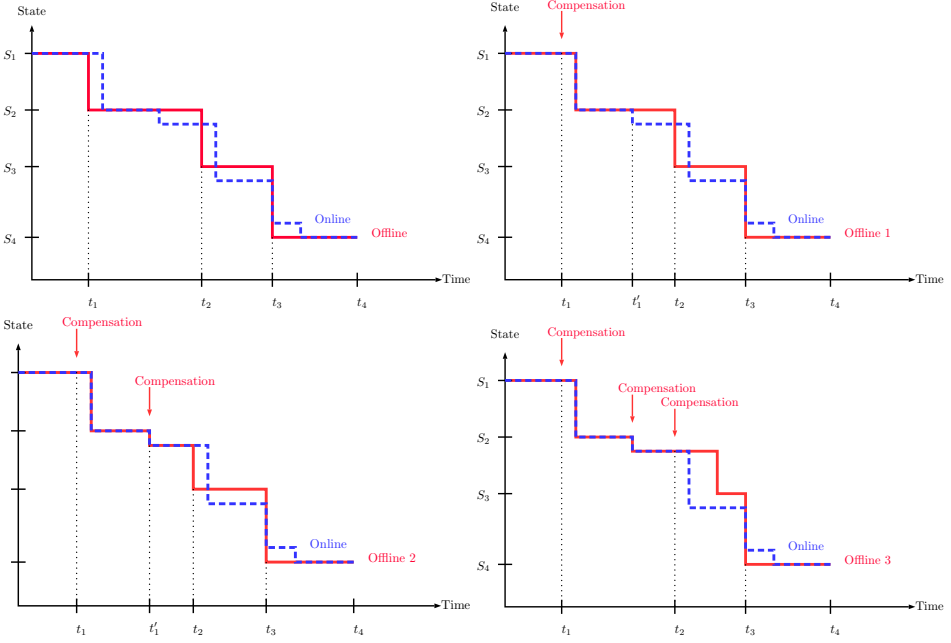 State
S₁
S₂
S₃
S₄
Online
Offline
Time
t₁ t₂ t₃ t₄
Compensation
State
S₁
S₂
S₃
S₄
Online
Offline 1
Time
t₁ t₁′ t₂ t₃ t₄
State
Compensation
Compensation
Online
Offline 2
Time
t₁ t₁′ t₂ t₃ t₄
State
Compensation
Compensation
Compensation
S₁
S₂
S₃
S₄
Online
Offline 3
Time
t₁ t₂ t₃ t₄